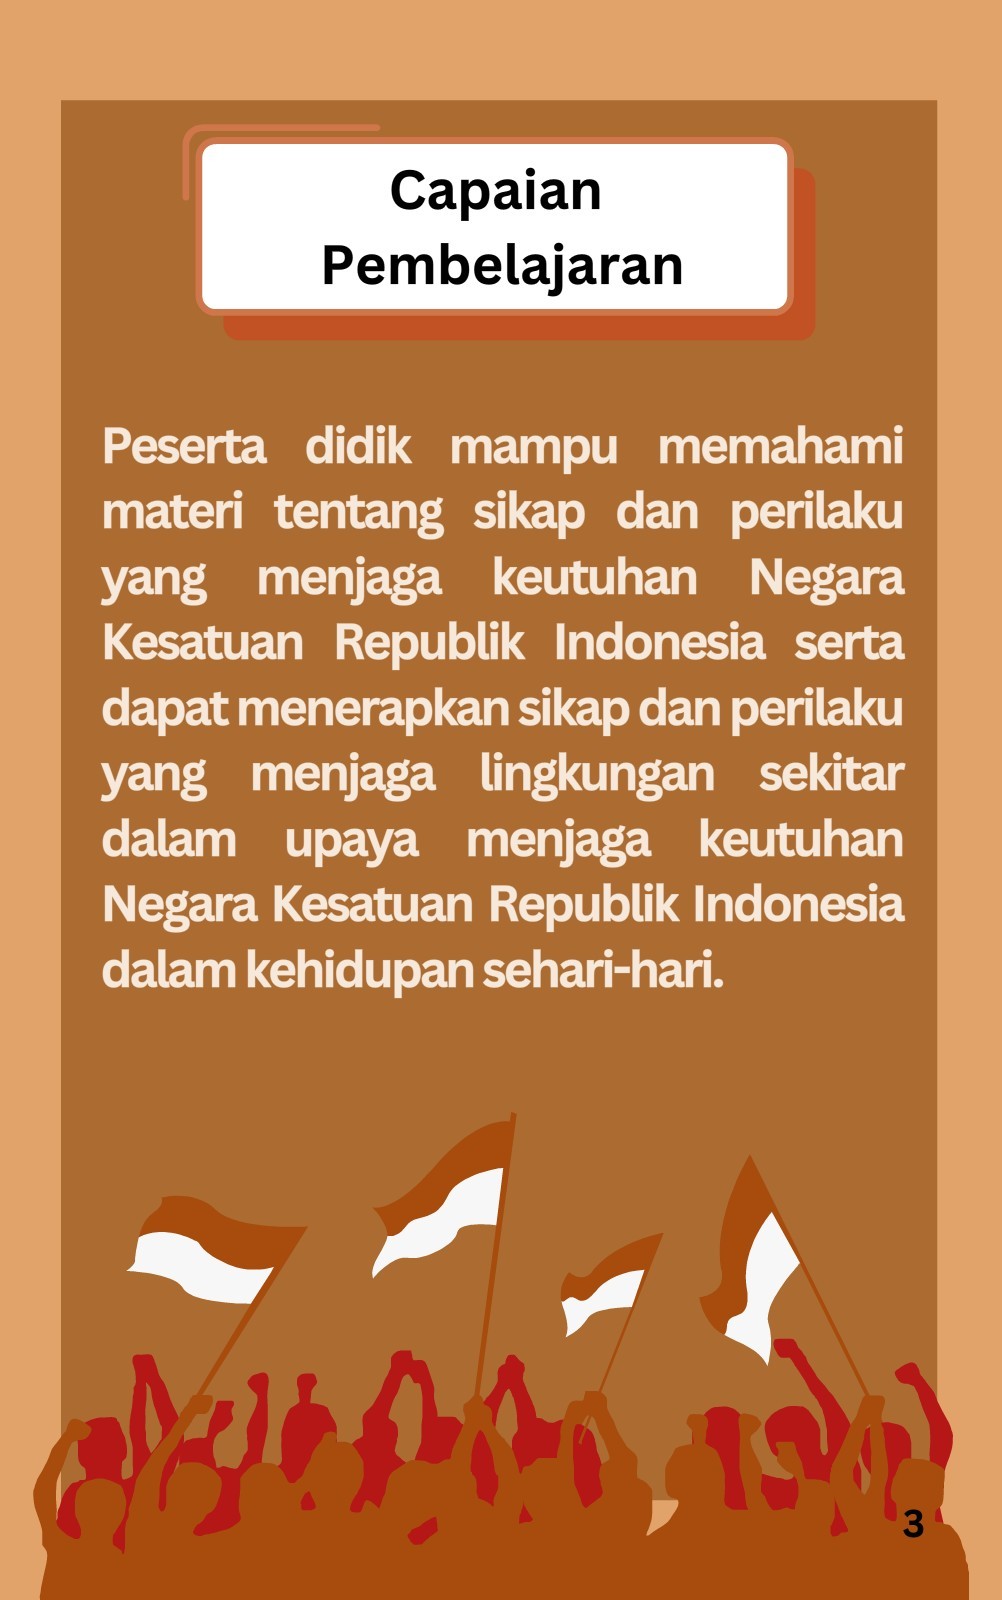 Capaian
Pembelajaran
Peserta didik mampu memahami
materi tentang sikap dan perilaku
yang menjaga keutuhan Negara
Kesatuan Republik Indonesia serta
dapat menerapkan sikap dan perilaku
yang menjaga lingkungan sekitar
dalam upaya menjaga keutuhan
Negara Kesatuan Republik Indonesia
dalam kehidupan sehari-hari.
3